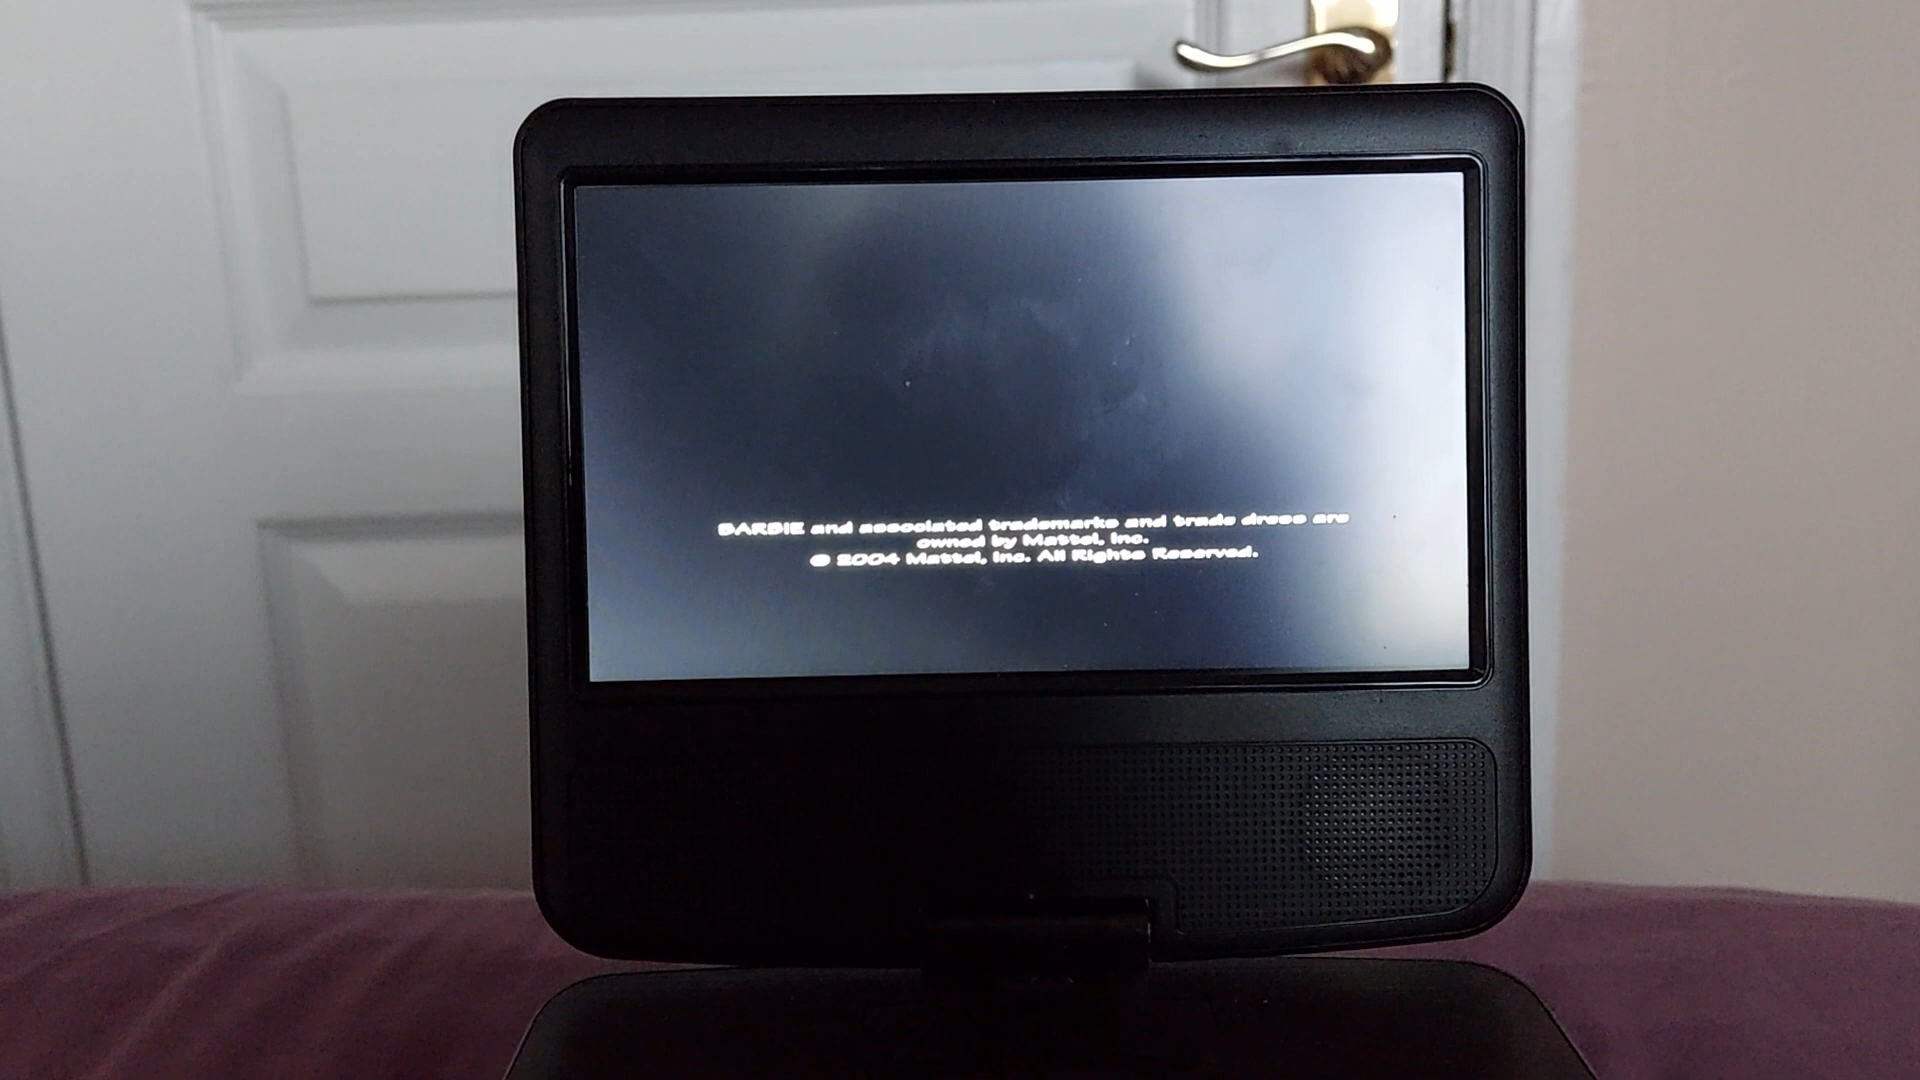 BARBIE and associated trademarks and trade dress are
owned by Mattel, Inc.
© 2004 Mattel, Inc. All Rights Reserved.